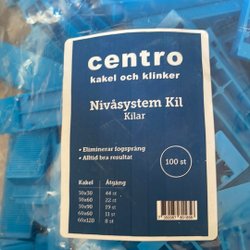 centro
kakel och klinker
Nivåsystem Kil
Kilar
• Eliminerar fogsprång
• Alltid bra resultat
100 st
Kakel Åtgång
30x30 44 st
30x60 22 st
30x90 19 st
60x60 11 st
60x120 8 st